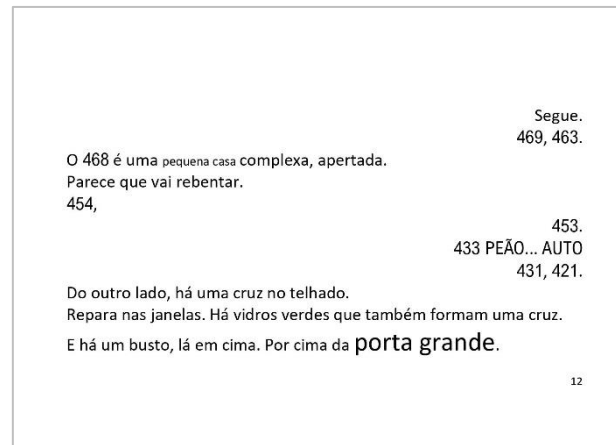 Segue.
469, 463.
O 468 é uma pequena casa complexa, apertada.
Parece que vai rebentar.
454,
453.
433 PEÃO... AUTO
431, 421.
Do outro lado, há uma cruz no telhado.
Repara nas janelas. Há vidros verdes que também formam uma cruz.
E há um busto, lá em cima. Por cima da porta grande.
12